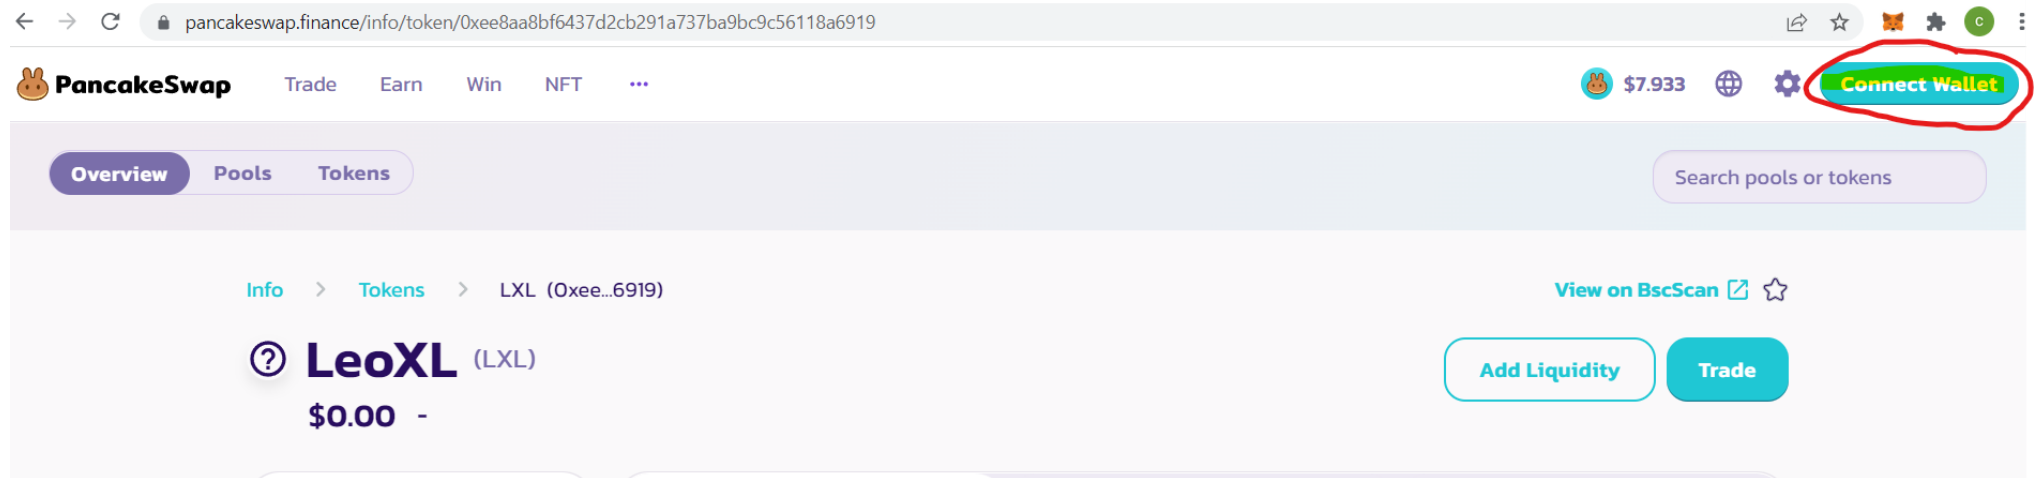 pancakeswap.finance/info/token/0xee8aa8bf6437d2cb291a737ba9bc9c56118a6919
C
PancakeSwap Trade Earn Win NFT ••• $7.933 Connect Wallet
Overview Pools Tokens Search pools or tokens
Info > Tokens > LXL (0xee...6919) View on BscScan
LeoXL (LXL) Add Liquidity Trade
$0.00 -